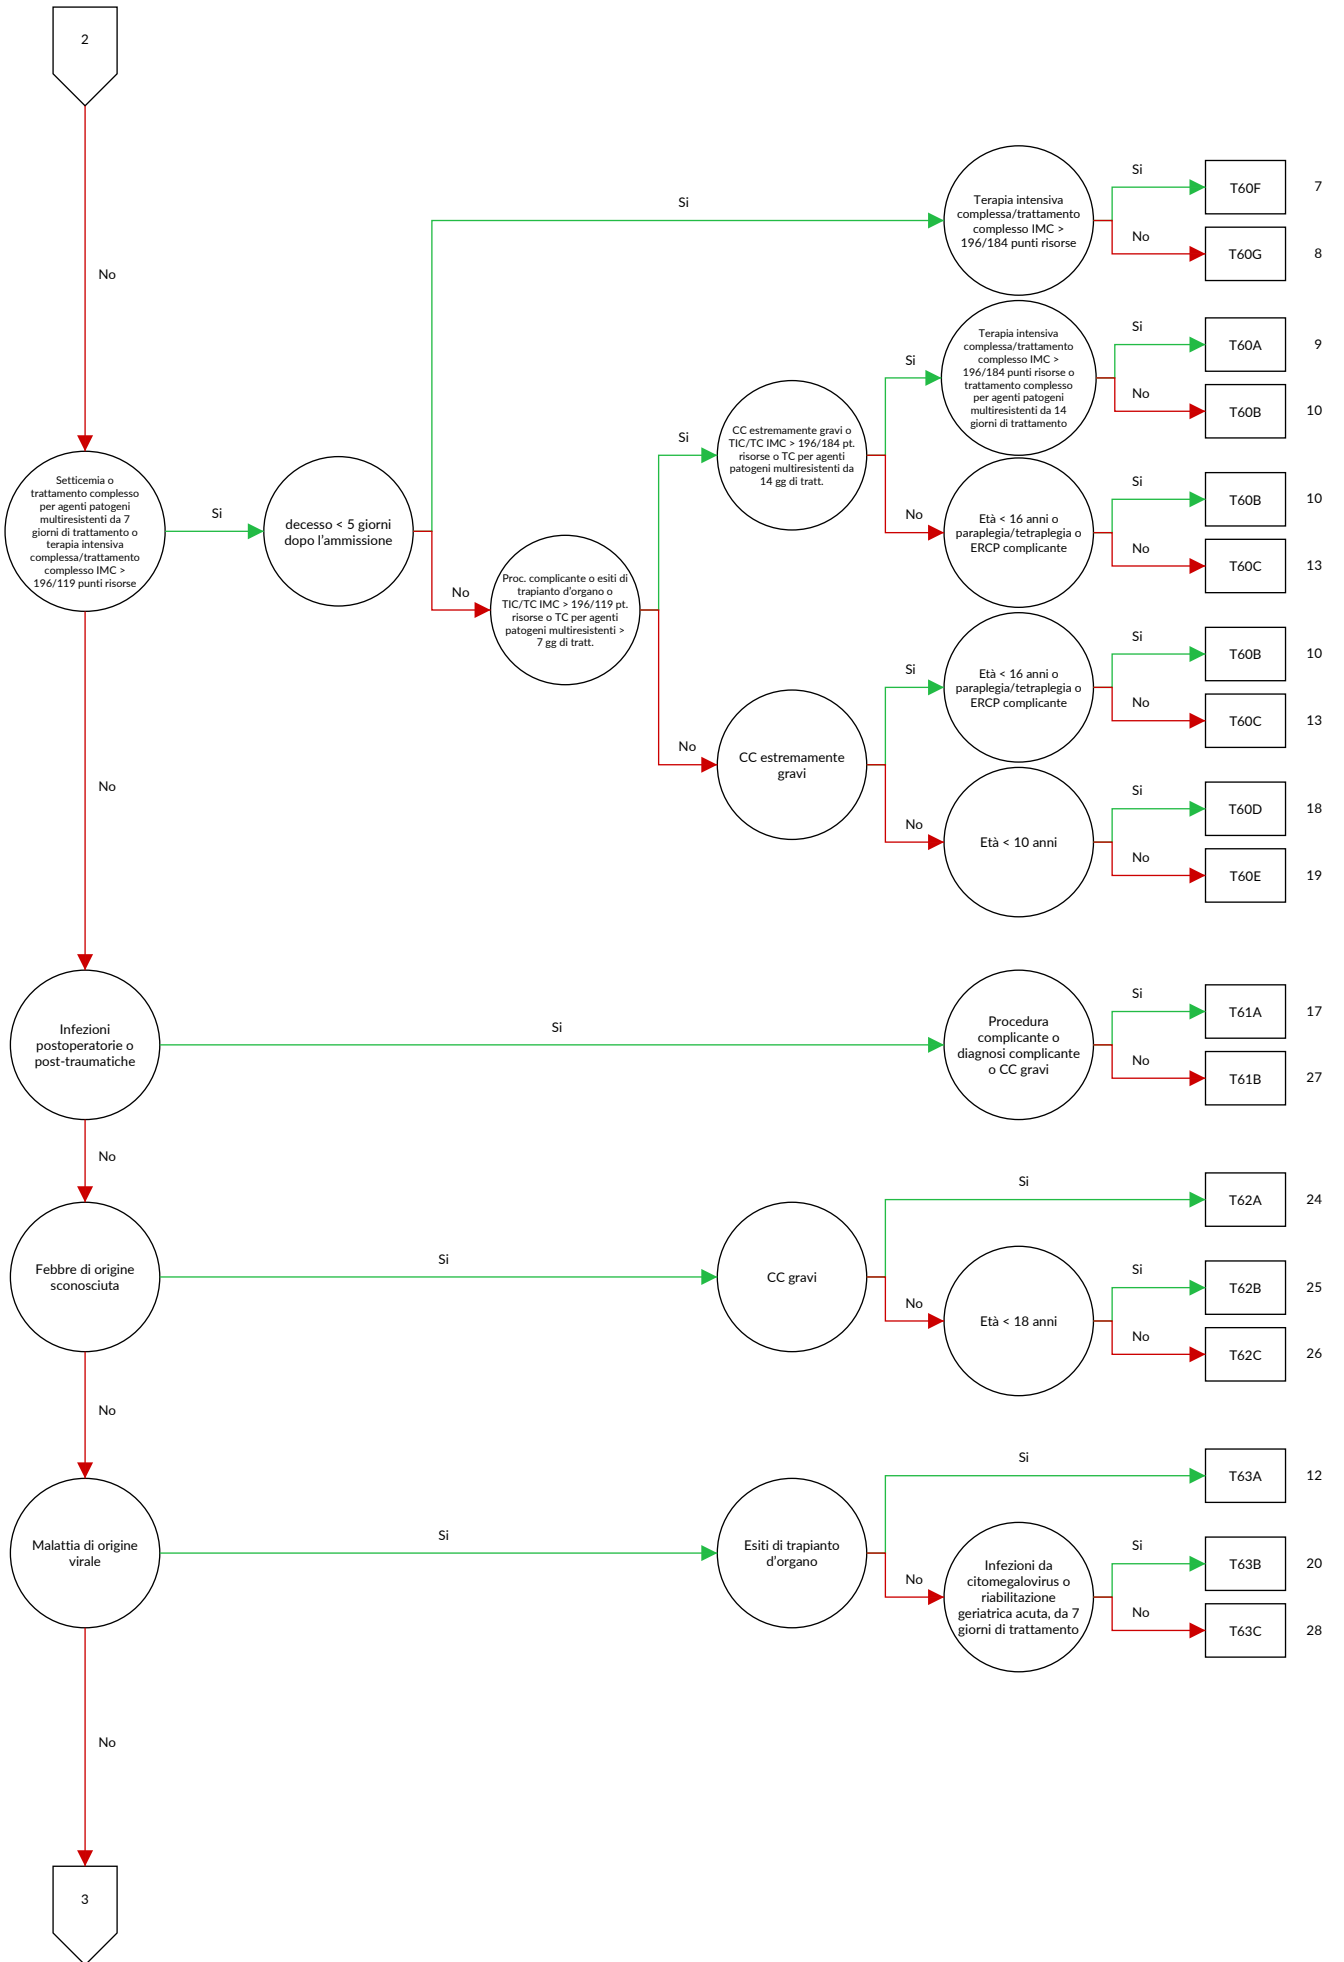 2
No
Si
Terapia intensiva
complessa/trattamento
complesso IMC >
196/184 punti risorse
Si
T60F
7
No
T60G
8
Setticemia o
trattamento complesso
per agenti patogeni
multiresistenti da 7
giorni di trattamento o
terapia intensiva
complessa/trattamento
complesso IMC >
196/119 punti risorse
Si
decesso < 5 giorni
dopo l'ammissione
No
Proc. complicante o esiti di
trapianto d'organo o
TIC/TC IMC > 196/119 pt.
risorse o TC per agenti
patogeni multiresistenti >
7 gg di tratt.
Si
CC estremamente gravi o
TIC/TC IMC > 196/184 pt.
risorse o TC per agenti
patogeni multiresistenti da
14 gg di tratt.
Si
Terapia intensiva
complessa/trattamento
complesso IMC >
196/184 punti risorse o
trattamento complesso
per agenti patogeni
multiresistenti da 14
giorni di trattamento
Si
T60A
9
No
T60B
10
No
Età < 16 anni o
paraplegia/tetraplegia o
ERCP complicante
Si
T60B
10
No
T60C
13
No
CC estremamente
gravi
Si
Età < 16 anni o
paraplegia/tetraplegia o
ERCP complicante
Si
T60B
10
No
T60C
13
No
Età < 10 anni
Si
T60D
18
No
T60E
19
No
Infezioni
postoperatorie o
post-traumatiche
Si
Procedura
complicante o
diagnosi complicante
o CC gravi
Si
T61A
17
No
T61B
27
No
Febbre di origine
sconosciuta
Si
CC gravi
Si
T62A
24
No
Età < 18 anni
Si
T62B
25
No
T62C
26
No
Malattia di origine
virale
Si
Esiti di trapianto
d'organo
Si
T63A
12
No
Infezioni da
citomegalovirus o
riabilitazione
geriatrica acuta, da 7
giorni di trattamento
Si
T63B
20
No
T63C
28
No
3